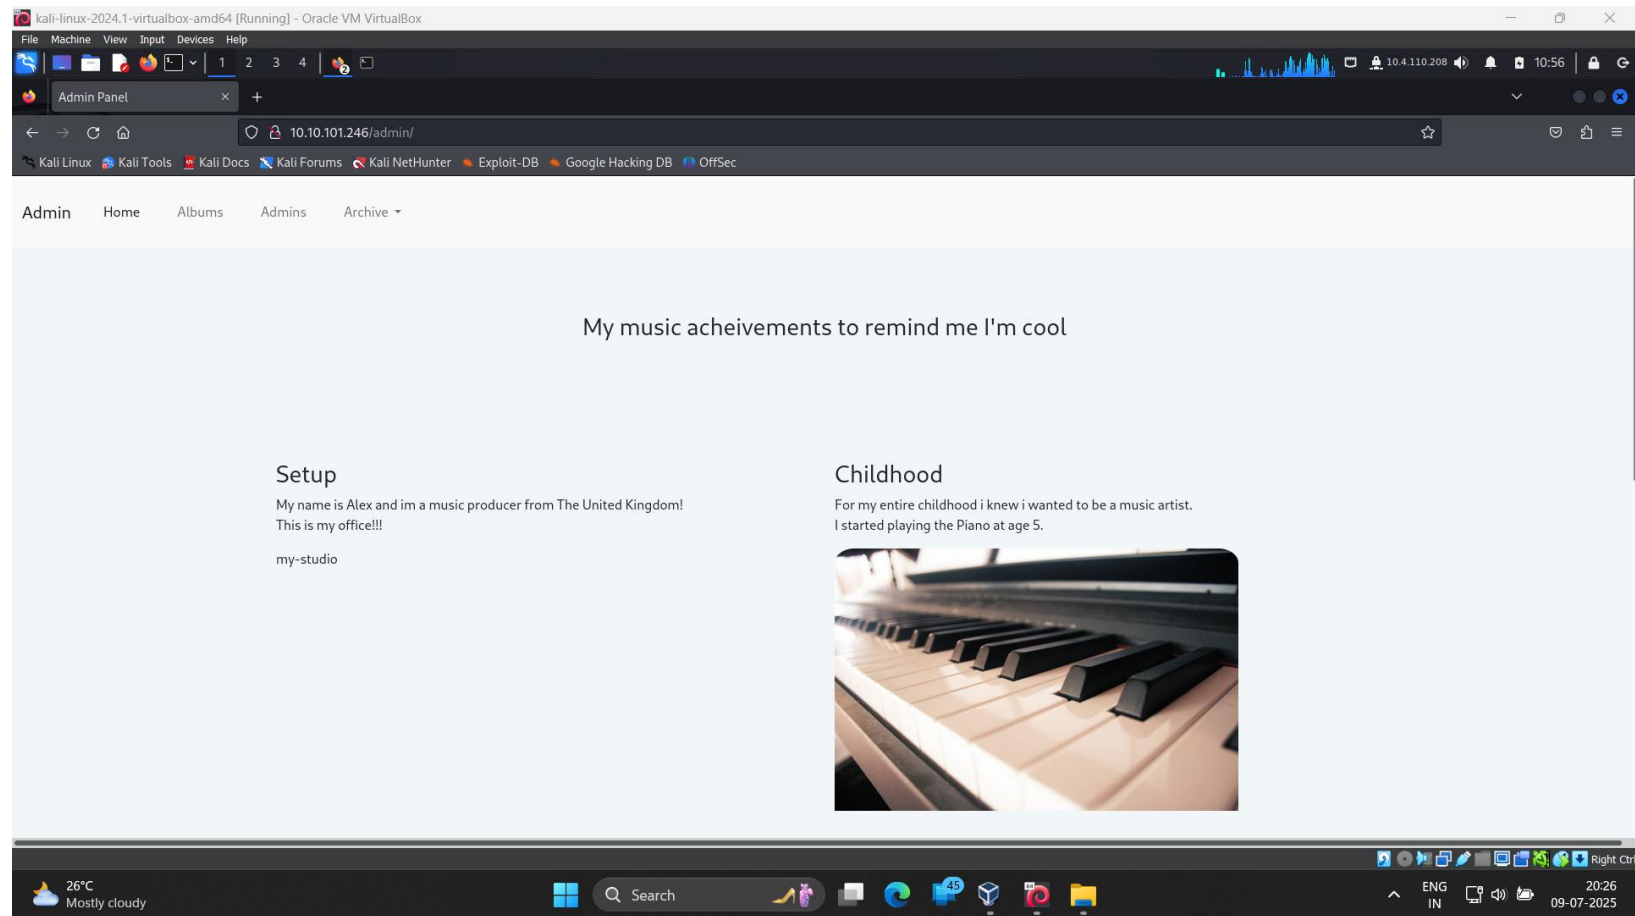 kali-linux-2024.1-virtualbox-amd64 [Running] - Oracle VM VirtualBox
File Machine View Input Devices Help
1 2 3 4 2 10.4.110.208 10:56
Admin Panel
10.10.101.246/admin/
Kali Linux Kali Tools Kali Docs Kali Forums Kali NetHunter Exploit-DB Google Hacking DB OffSec
Admin Home Albums Admins Archive
My music acheivements to remind me I'm cool
Setup
My name is Alex and im a music producer from The United Kingdom!
This is my office!!!
my-studio
Childhood
For my entire childhood i knew i wanted to be a music artist.
I started playing the Piano at age 5.
Right Ctrl
26°C
Mostly cloudy
Search
45
ENG
IN
20:26
09-07-2025